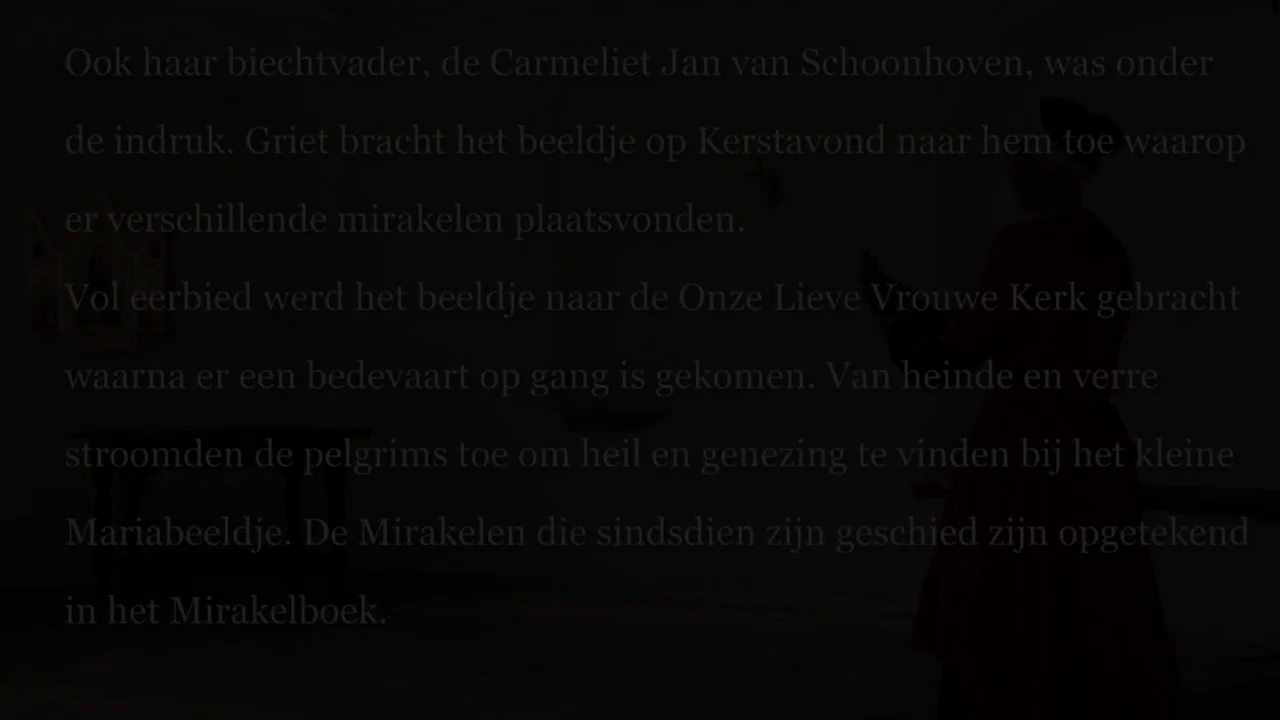 Ook haar biechtvader, de Carmeliet Jan van Schoonhoven, was onder
de indruk. Griet bracht het beeldje op Kerstavond naar hem toe waarop
er verschillende mirakelen plaatsvonden.
Vol eerbied werd het beeldje naar de Onze Lieve Vrouwe Kerk gebracht
waarna er een bedevaart op gang is gekomen. Van heinde en verre
stroomden de pelgrims toe om heil en genezing te vinden bij het kleine
Mariabeeldje. De Mirakelen die sindsdien zijn geschied zijn opgetekend
in het Mirakelboek.